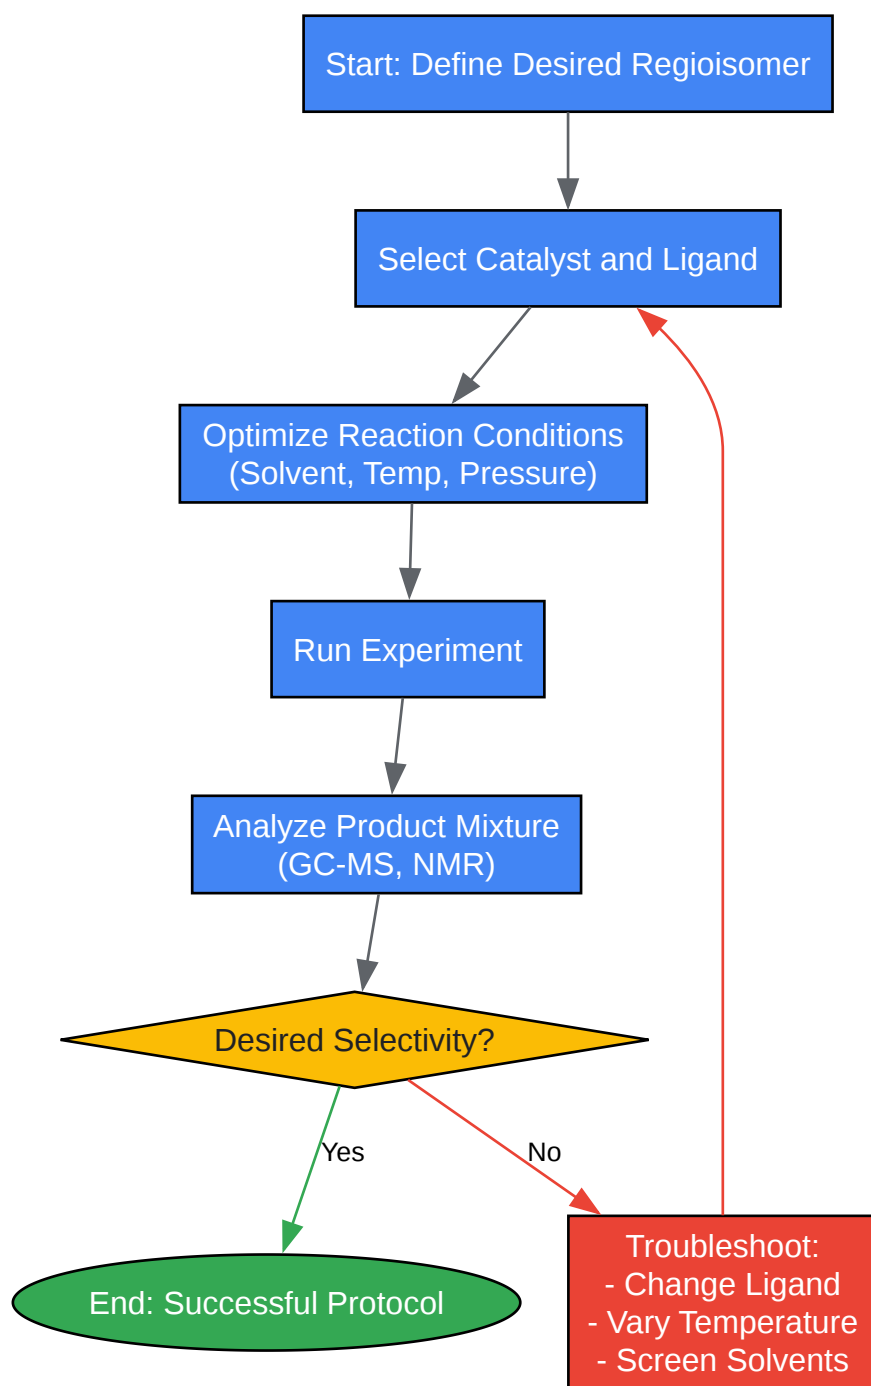 Start: Define Desired Regioisomer
Select Catalyst and Ligand
Optimize Reaction Conditions
(Solvent, Temp, Pressure)
Run Experiment
Analyze Product Mixture
(GC-MS, NMR)
Desired Selectivity?
Yes
No
End: Successful Protocol
Troubleshoot:
- Change Ligand
- Vary Temperature
- Screen Solvents